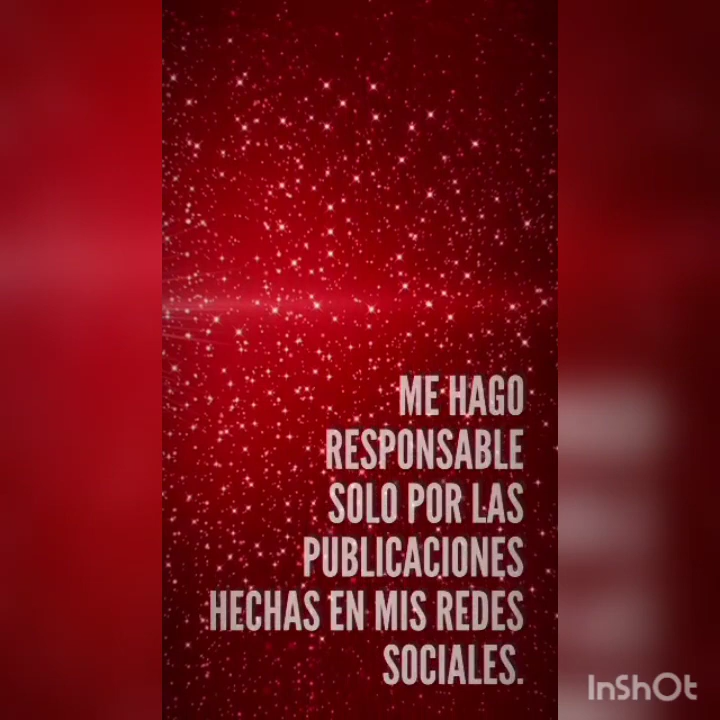 ME HAGO
RESPONSABLE
SOLO POR LAS
PUBLICACIONES
HECHAS EN MIS REDES
SOCIALES.
InShOt